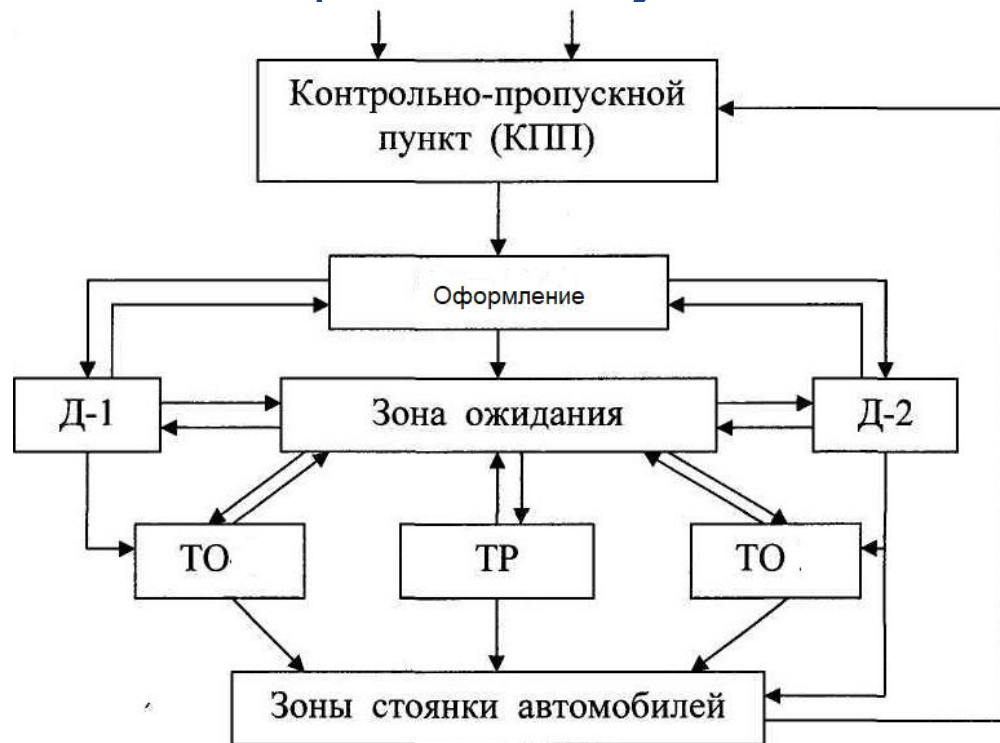 Контрольно-пропускной
пункт (КПП)
Оформление
Д-1
Зона ожидания
Д-2
ТО
ТР
ТО
Зоны стоянки автомобилей